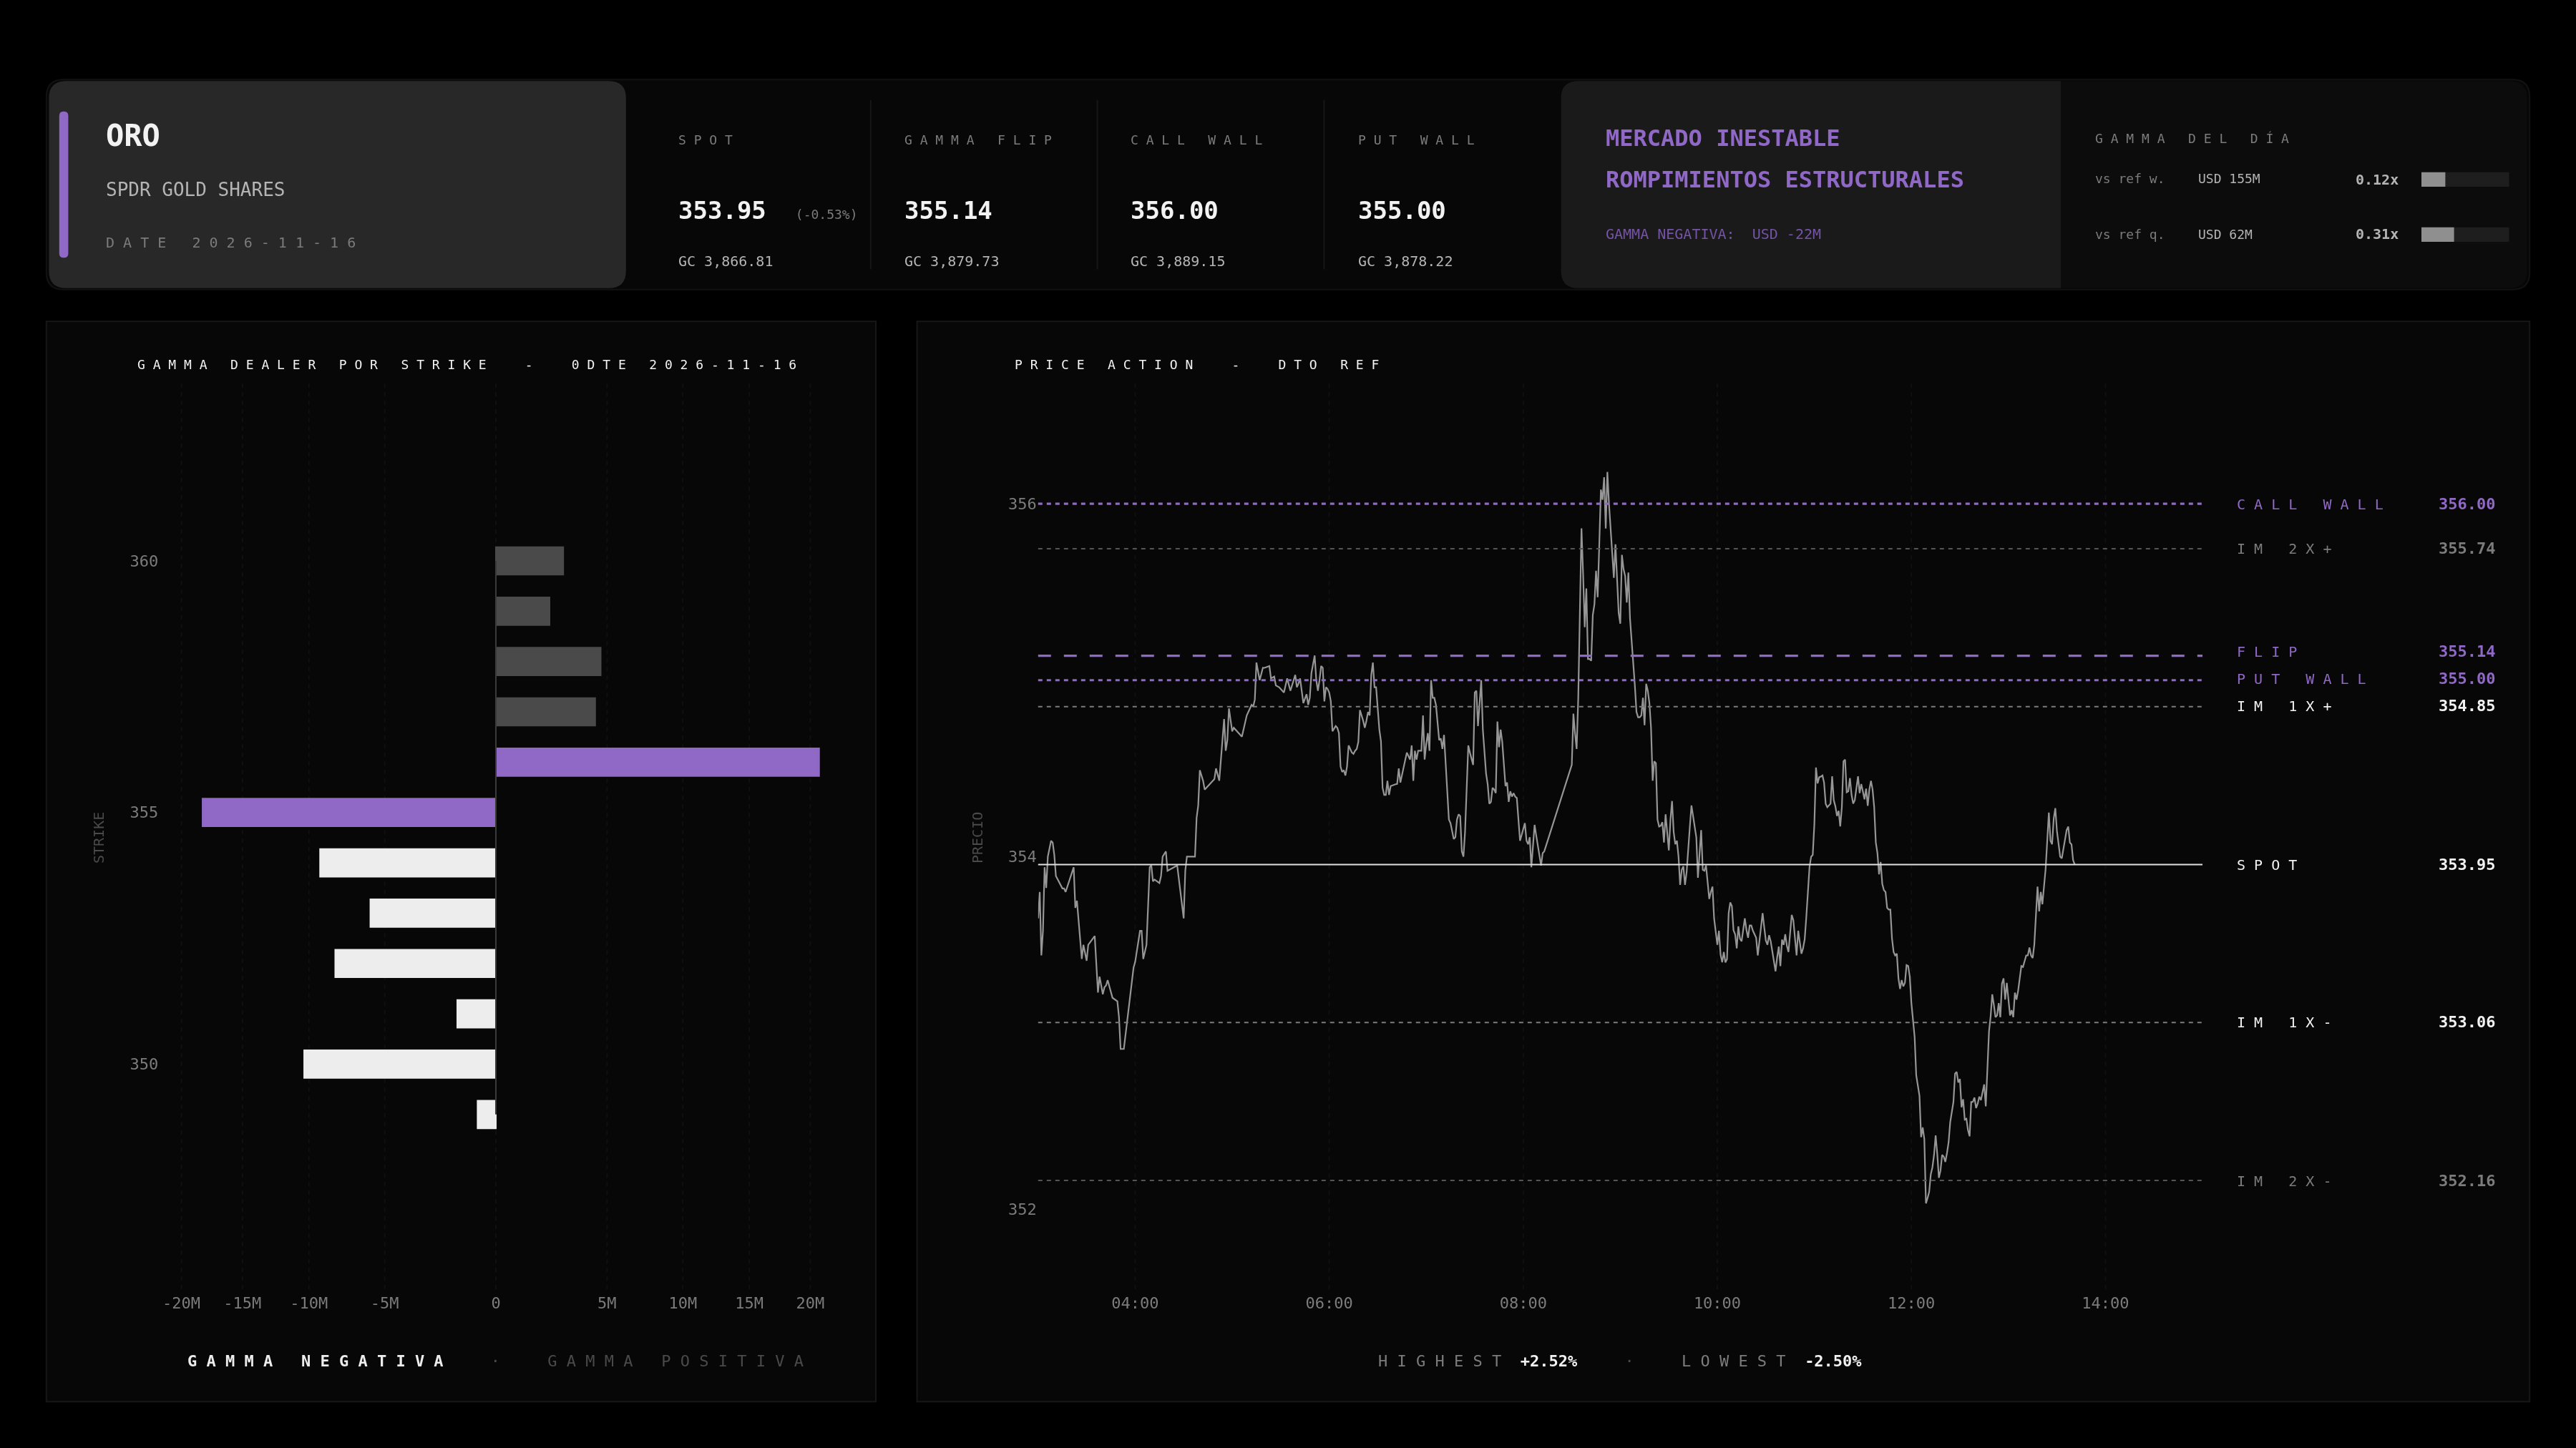 ORO
SPDR GOLD SHARES
DATE 2026-11-16
SPOT
353.95 (-0.53%)
GC 3,866.81
GAMMA FLIP
355.14
GC 3,879.73
CALL WALL
356.00
GC 3,889.15
PUT WALL
355.00
GC 3,878.22
MERCADO INESTABLE
ROMPIMIENTOS ESTRUCTURALES
GAMMA NEGATIVA: USD -22M
GAMMA DEL DÍA
vs ref w. USD 155M 0.12x
vs ref q. USD 62M 0.31x
GAMMA DEALER POR STRIKE - 0DTE 2026-11-16
STRIKE
360
355
350
-20M -15M -10M -5M 0 5M 10M 15M 20M
GAMMA NEGATIVA · GAMMA POSITIVA
PRICE ACTION - DTO REF
PRECIO
356
354
352
CALL WALL 356.00
IM 2X+ 355.74
FLIP 355.14
PUT WALL 355.00
IM 1X+ 354.85
SPOT 353.95
IM 1X- 353.06
IM 2X- 352.16
04:00 06:00 08:00 10:00 12:00 14:00
HIGHEST +2.52% · LOWEST -2.50%